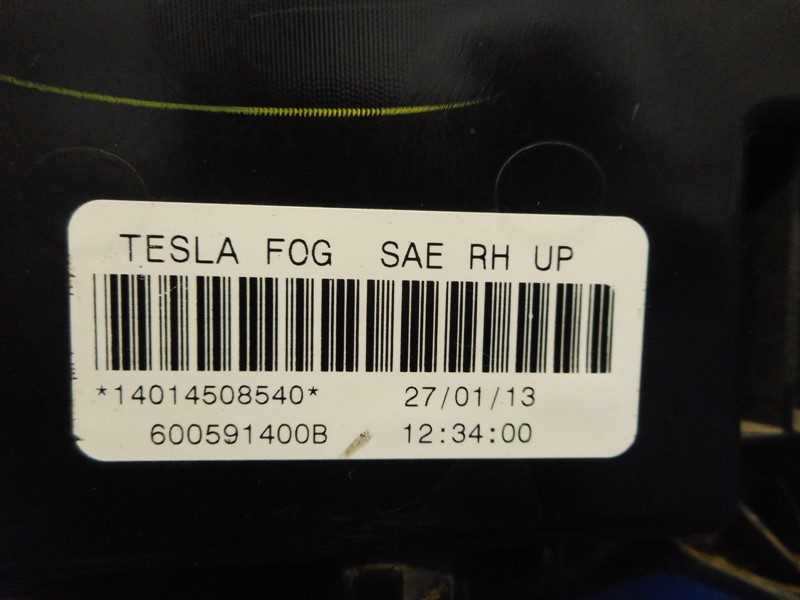 TESLA FOG SAE RH UP
*14014508540* 27/01/13
600591400B 12:34:00